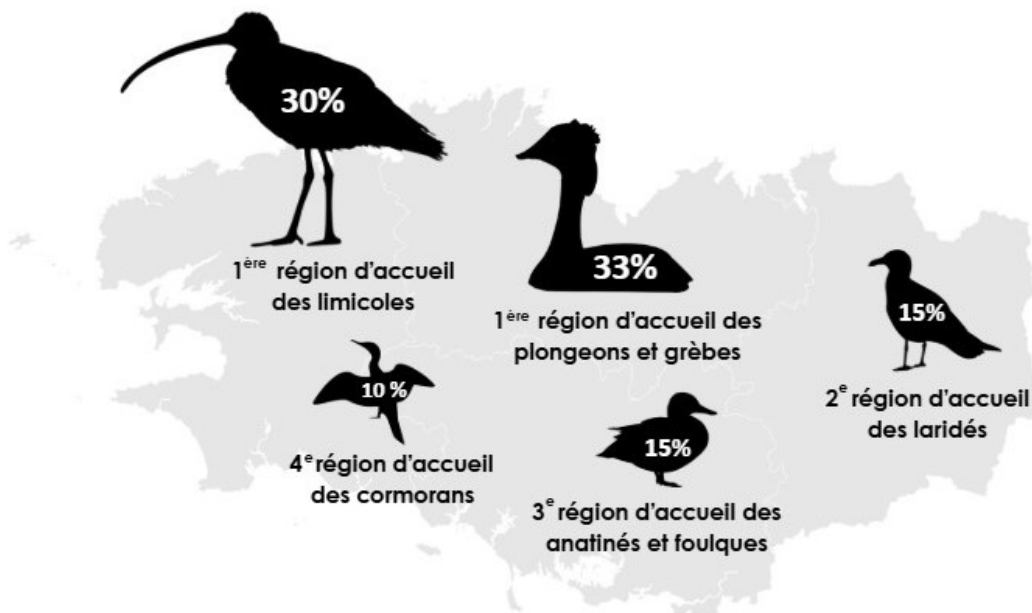 30%
1ère région d'accueil
des limicoles
33%
1ère région d'accueil des
plongeons et grèbes
15%
2e région d'accueil
des laridés
10 %
4e région d'accueil
des cormorans
15%
3e région d'accueil des
anatinés et foulques